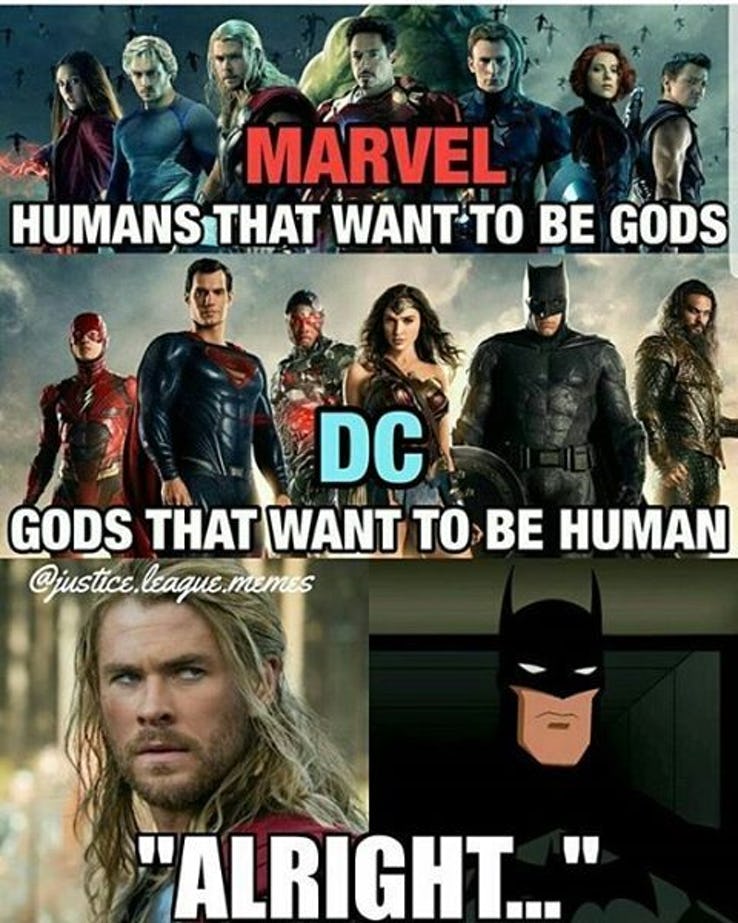 MARVEL
HUMANS THAT WANT TO BE GODS
DC
GODS THAT WANT TO BE HUMAN
@justice.league.memes
"ALRIGHT..."